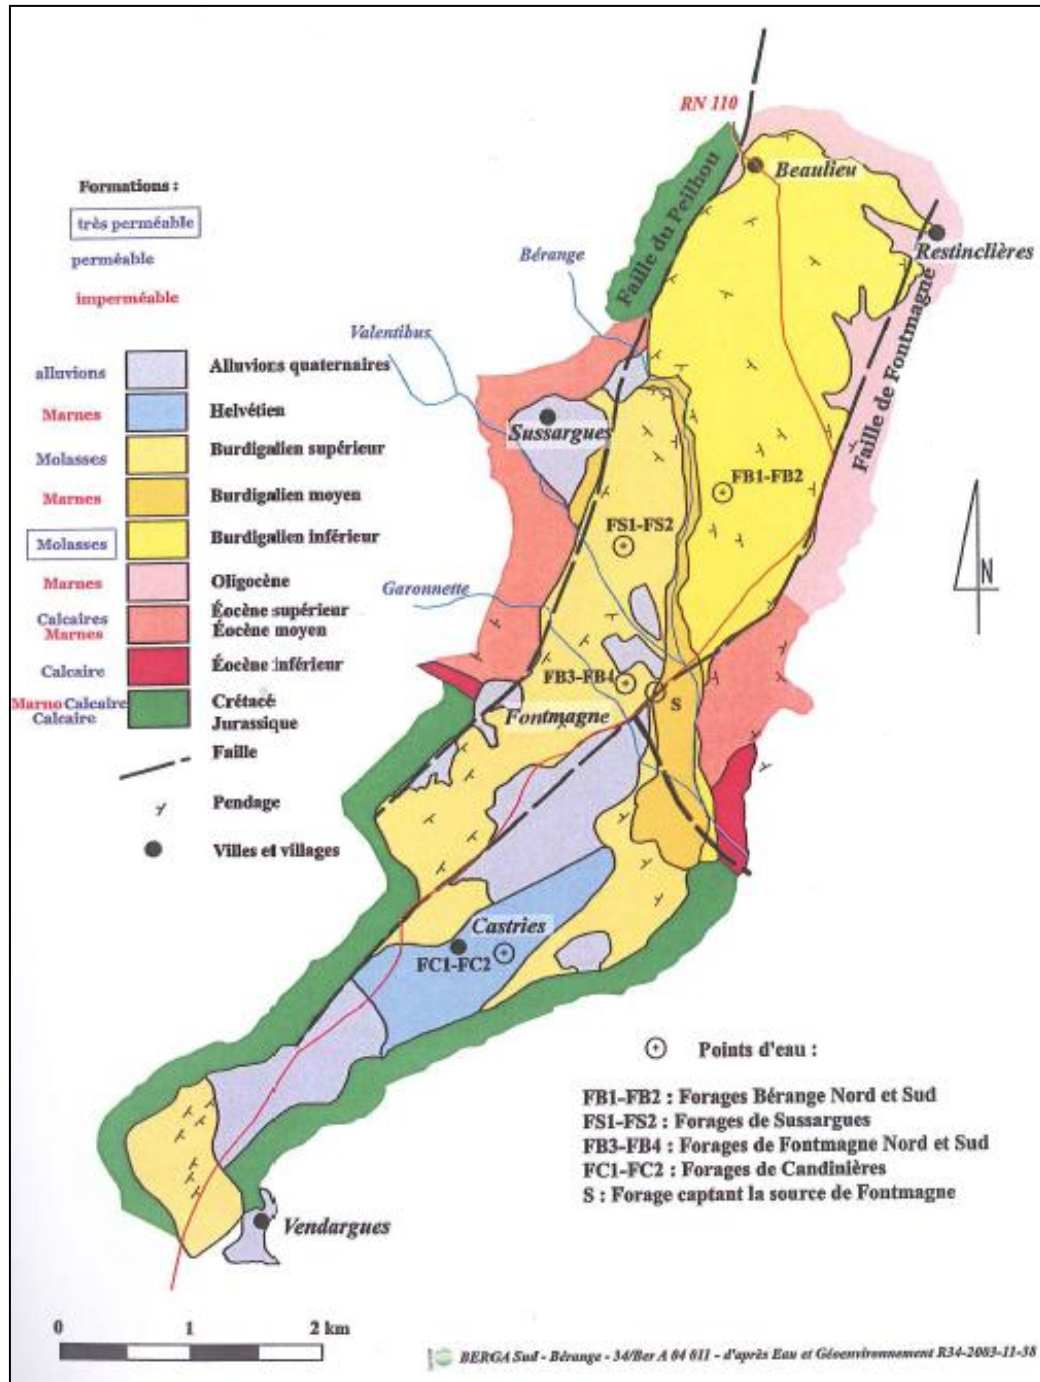 RN 110
Beaulieu
Restinclières
Faille du Peilhou
Faille de Fontmagne
Bérange
Valentibus
Sussargues
Garonnette
FB1-FB2
FS1-FS2
FB3-FB4
S
Fontmagne
Castries
FC1-FC2
Vendargues
N
Formations :
très perméable
perméable
imperméable
alluvions Alluvions quaternaires
Marnes Helvétien
Molasses Burdigalien supérieur
Marnes Burdigalien moyen
Molasses Burdigalien inférieur
Marnes Oligocène
Calcaires Éocène supérieur
Marnes Éocène moyen
Calcaire Éocène inférieur
Marno Calcaire Crétacé
Calcaire Jurassique
Faille
Pendage
Villes et villages
Points d'eau :
FB1-FB2 : Forages Bérange Nord et Sud
FS1-FS2 : Forages de Sussargues
FB3-FB4 : Forages de Fontmagne Nord et Sud
FC1-FC2 : Forages de Candinières
S : Forage captant la source de Fontmagne
0 1 2 km
BERGA Sud - Bérange - 34/Ber A 04 011 - d'après Eau et Géoenvironnement R34-2003-11-38